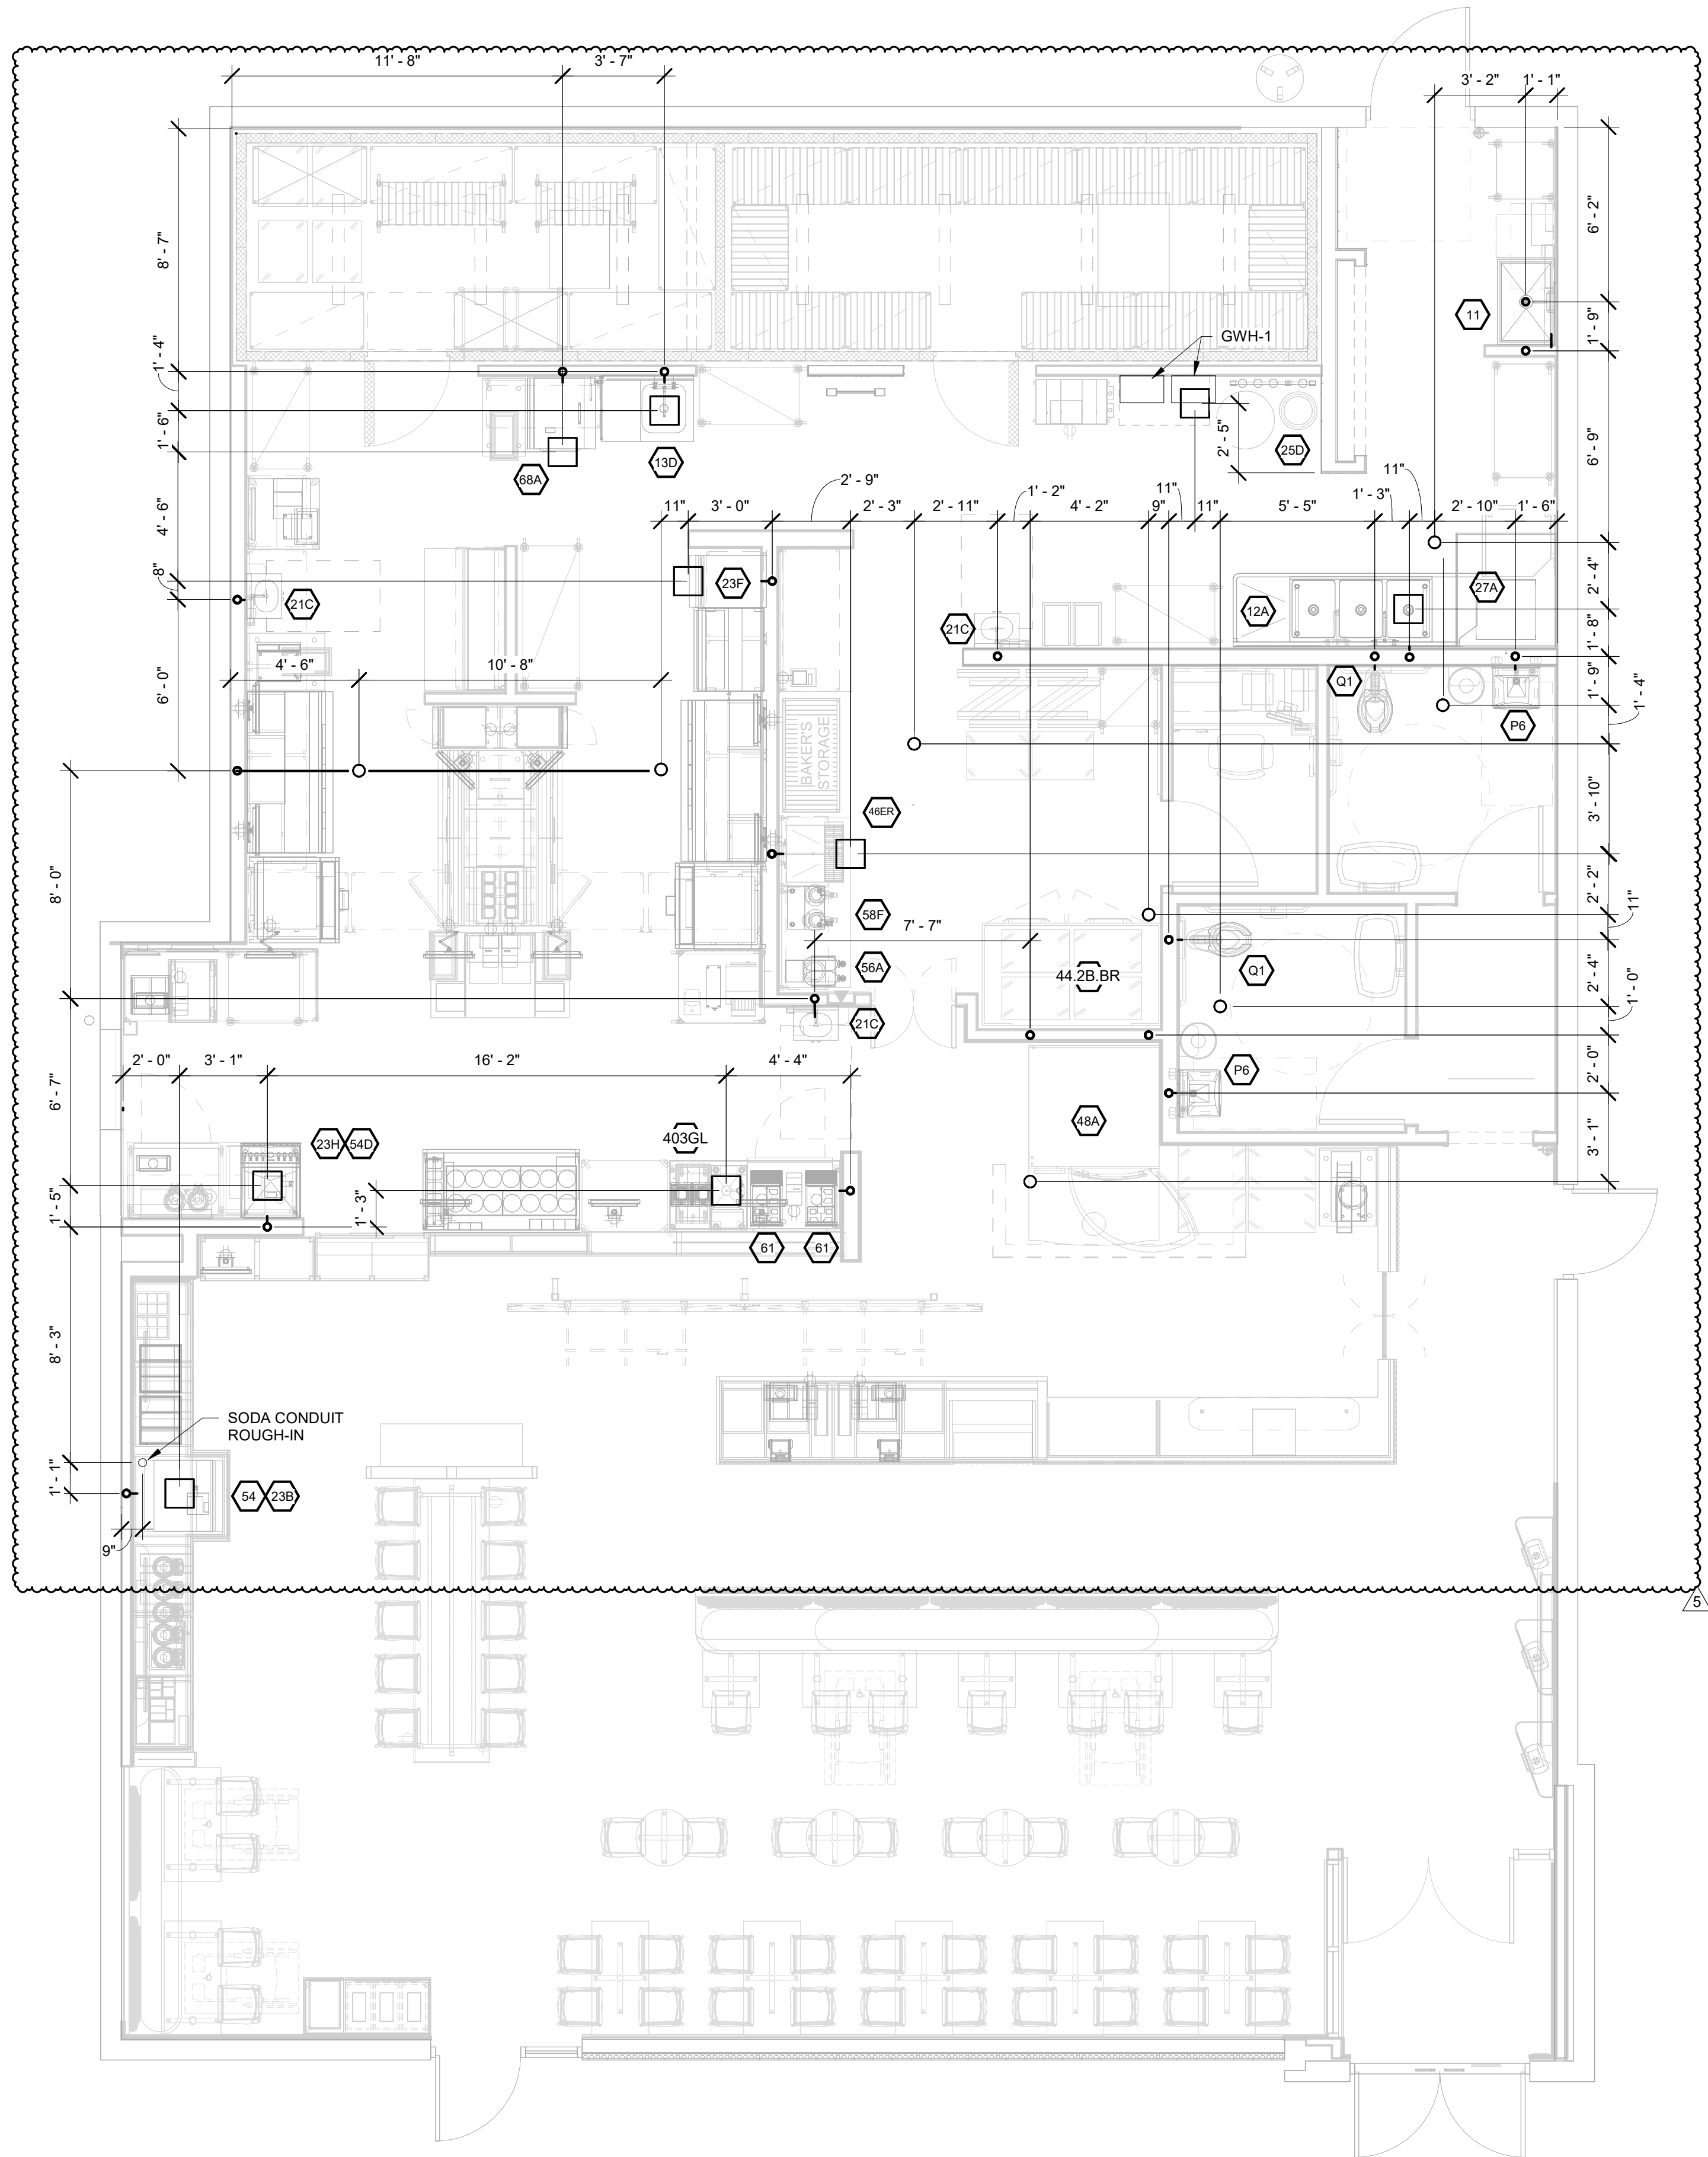 11' - 8"
3' - 7"
3' - 2"
1' - 1"
8' - 7"
6' - 2"
11
1' - 9"
GWH-1
1' - 4"
1' - 6"
2' - 5"
6' - 9"
13D
25D
68A
11"
2' - 9"
1' - 2"
11"
1' - 3"
4' - 6"
11"
3' - 0"
2' - 3"
2' - 11"
4' - 2"
9"
11"
5' - 5"
2' - 10"
1' - 6"
8"
23F
2' - 4"
27A
21C
12A
21C
1' - 8"
4' - 6"
10' - 8"
6' - 0"
Q1
1' - 9"
1' - 4"
P6
BAKER'S
STORAGE
46ER
3' - 10"
8' - 0"
2' - 2"
58F
11"
7' - 7"
56A
44.2B.BR
Q1
2' - 4"
1' - 0"
21C
2' - 0"
3' - 1"
16' - 2"
4' - 4"
P6
2' - 0"
6' - 7"
48A
23H
54D
403GL
3' - 1"
1' - 5"
1' - 3"
61
61
8' - 3"
SODA CONDUIT
ROUGH-IN
1' - 1"
54
23B
9"
5